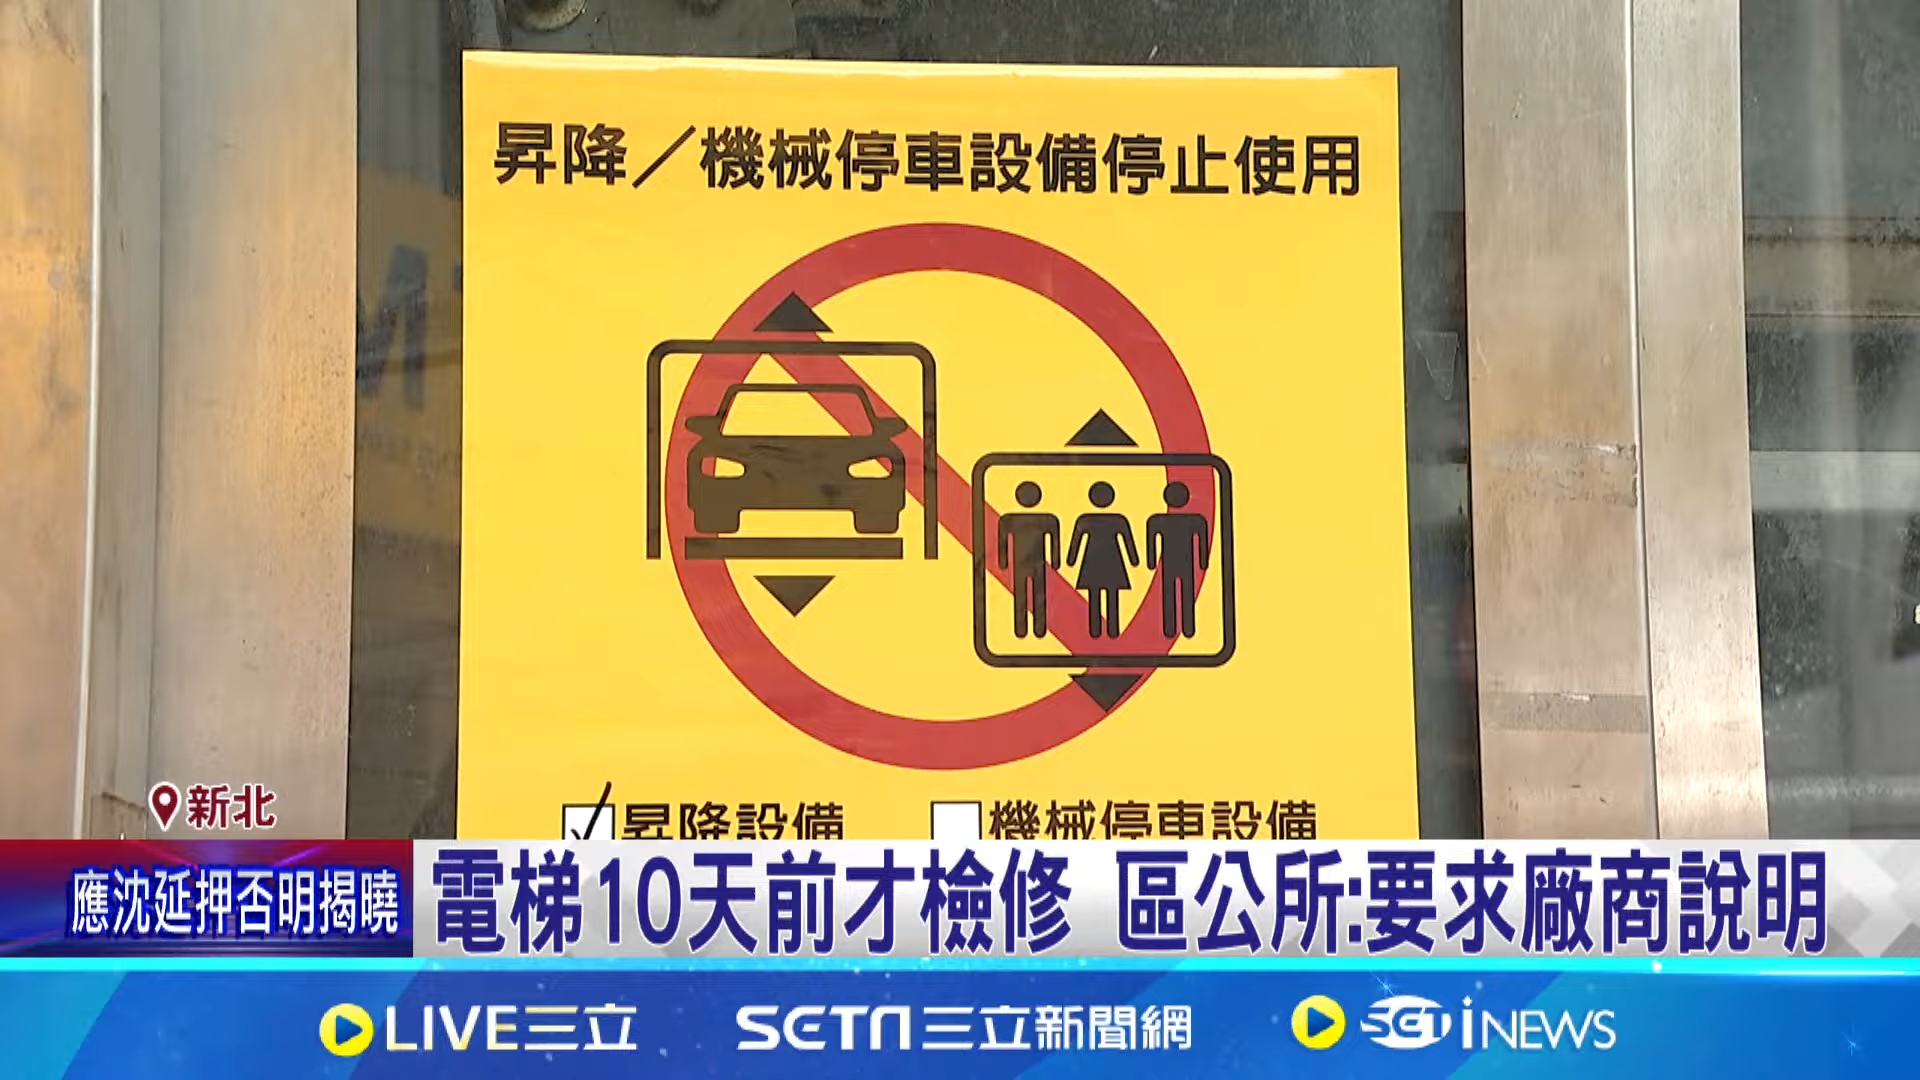 昇降／機械停車設備停止使用
昇降設備 機械停車設備
新北
應沈延押否明揭曉
電梯10天前才檢修 區公所:要求廠商說明
LIVE三立 SETN三立新聞網 SETiNEWS